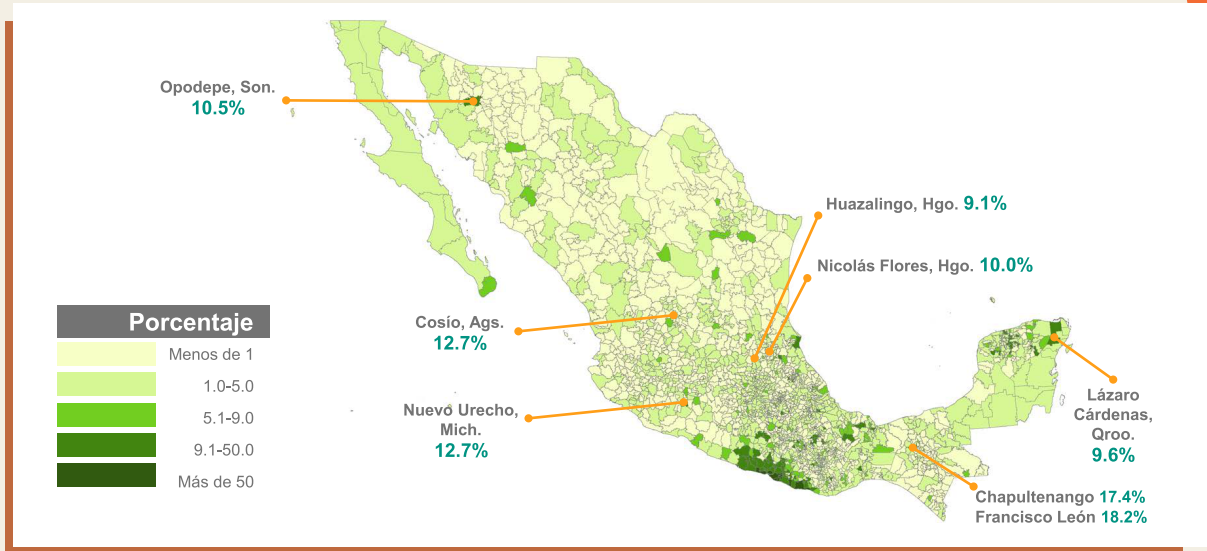 Opodepe, Son.
10.5%
Huazalingo, Hgo. 9.1%
Nicolás Flores, Hgo. 10.0%
Cosío, Ags.
12.7%
Nuevo Urecho,
Mich.
12.7%
Lázaro
Cárdenas,
Qroo.
9.6%
Chapultenango 17.4%
Francisco León 18.2%
Porcentaje
Menos de 1
1.0-5.0
5.1-9.0
9.1-50.0
Más de 50